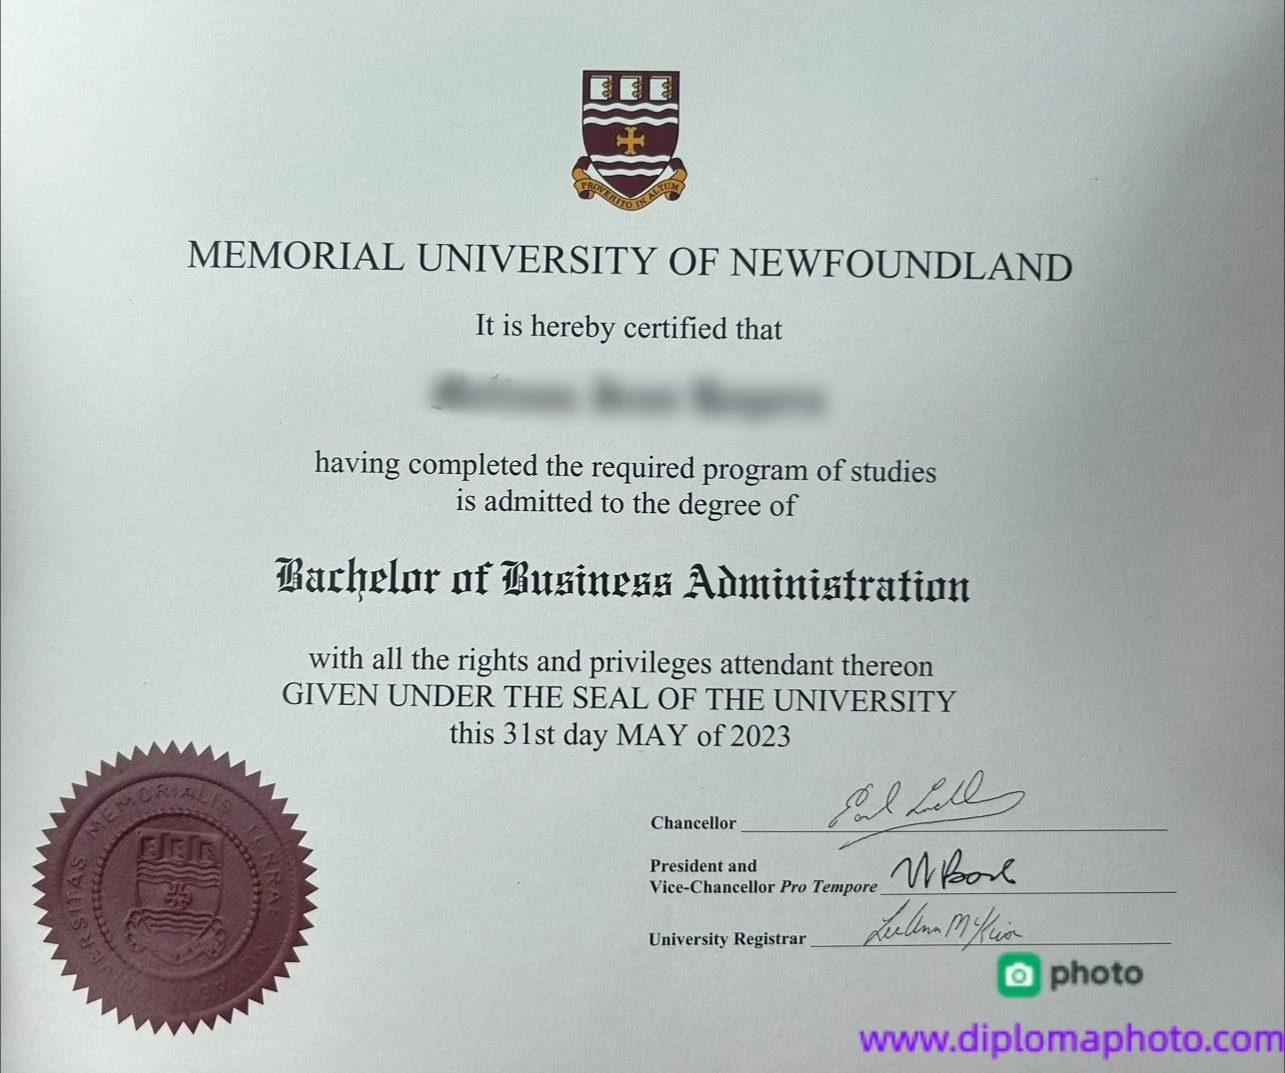 PROVEHITO IN ALTUM
MEMORIAL UNIVERSITY OF NEWFOUNDLAND
It is hereby certified that
having completed the required program of studies
is admitted to the degree of
Bachelor of Business Administration
with all the rights and privileges attendant thereon
GIVEN UNDER THE SEAL OF THE UNIVERSITY
this 31st day MAY of 2023
MEMORIALIS
Chancellor
President and
Vice-Chancellor Pro Tempore
University Registrar
photo
www.diplomaphoto.com